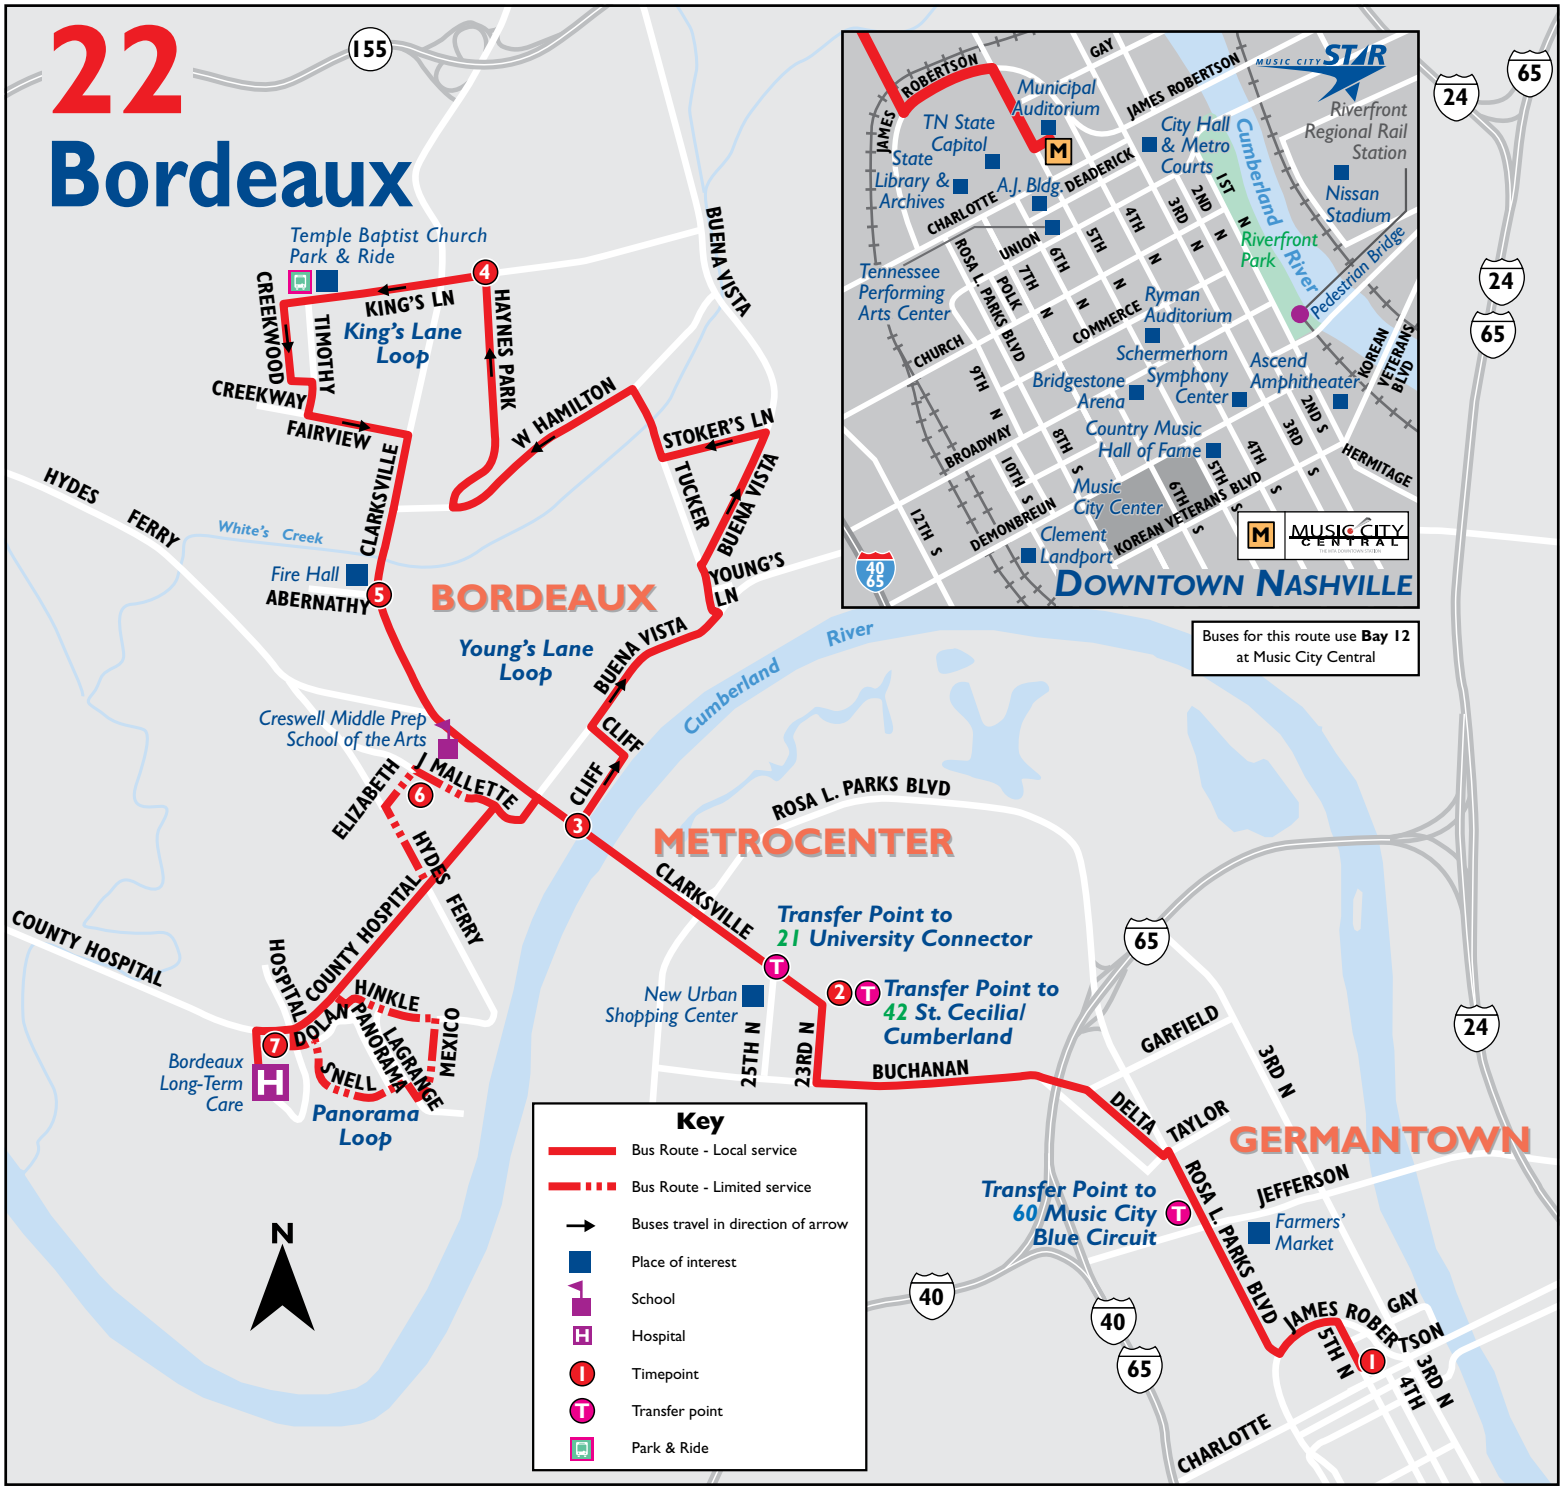 22
Bordeaux
155
Temple Baptist Church
Park & Ride
4
KING'S LN
King's Lane
Loop
CREEKWOOD
TIMOTHY
HAYNES PARK
CREEKWAY
FAIRVIEW
CLARKSVILLE
W HAMILTON
STOKER'S LN
TUCKER
BUENA VISTA
BUENA VISTA
YOUNG'S
LN
HYDES
FERRY
White's Creek
Fire Hall
ABERNATHY
5
BORDEAUX
Young's Lane
Loop
BUENA VISTA
CLIFF
CLIFF
3
Cumberland
River
Creswell Middle Prep
School of the Arts
J MALLETTE
ELIZABETH
6
HYDES
FERRY
COUNTY HOSPITAL
COUNTY HOSPITAL
HOSPITAL
DOLAN
HINKLE
PANORAMA
LAGRANGE
MEXICO
SNELL
7
Bordeaux
Long-Term
Care
H
Panorama
Loop
N
ROSA L. PARKS BLVD
METROCENTER
CLARKSVILLE
Transfer Point to
21 University Connector
T
2
T
Transfer Point to
42 St. Cecilia/
Cumberland
New Urban
Shopping Center
25TH N
23RD N
BUCHANAN
DELTA
GARFIELD
TAYLOR
3RD N
GERMANTOWN
JEFFERSON
Transfer Point to
60 Music City
Blue Circuit
T
ROSA L. PARKS BLVD
Farmers'
Market
JAMES ROBERTSON
GAY
5TH N
1
4TH
3RD N
CHARLOTTE
65
24
65
24
65
24
40
40
65
Key
Bus Route - Local service
Bus Route - Limited service
Buses travel in direction of arrow
Place of interest
School
H
Hospital
1
Timepoint
T
Transfer point
Park & Ride
Buses for this route use Bay 12
at Music City Central
JAMES
ROBERTSON
GAY
JAMES ROBERTSON
MUSIC CITY STAR
Riverfront
Regional Rail
Station
Municipal
Auditorium
TN State
Capitol
M
State
Library &
Archives
A.J. Bldg.
City Hall
& Metro
Courts
Cumberland
River
Nissan
Stadium
CHARLOTTE
DEADERICK
1ST N
2ND N
3RD N
4TH N
5TH N
6TH N
7TH N
UNION
POLK
ROSA L. PARKS BLVD
Riverfront
Park
Pedestrian Bridge
Tennessee
Performing
Arts Center
Ryman
Auditorium
COMMERCE
CHURCH
9TH N
Schermerhorn
Symphony
Center
Ascend
Amphitheater
Bridgestone
Arena
KOREAN
VETERANS
BLVD
2ND S
3RD S
4TH S
5TH S
6TH S
8TH S
10TH S
12TH S
Country Music
Hall of Fame
BROADWAY
HERMITAGE
Music
City Center
DEMONBREUN
KOREAN VETERANS BLVD
Clement
Landport
M
MUSIC CITY
CENTRAL
THE MTA DOWNTOWN STATION
40
65
DOWNTOWN NASHVILLE